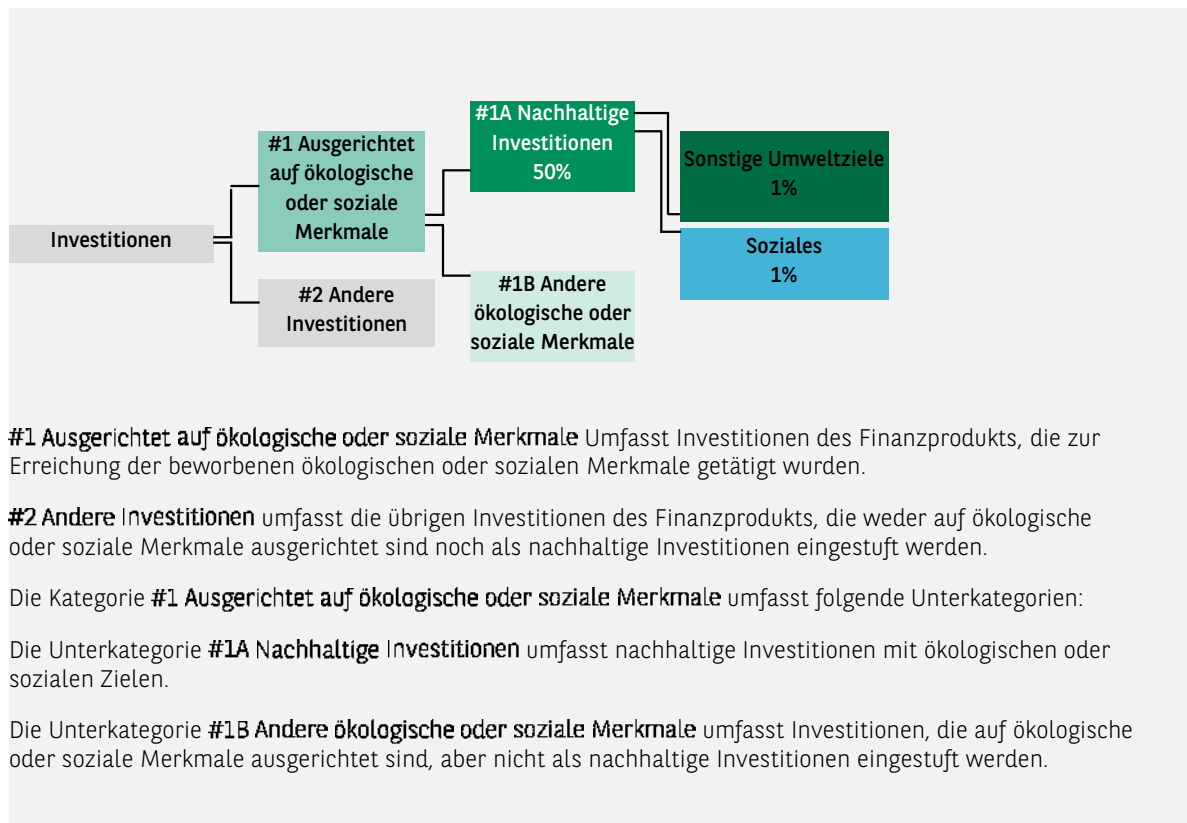 Investitionen
#1 Ausgerichtet
auf ökologische
oder soziale
Merkmale
#2 Andere
Investitionen
#1A Nachhaltige
Investitionen
50%
#1B Andere
ökologische oder
soziale Merkmale
Sonstige Umweltziele
1%
Soziales
1%
#1 Ausgerichtet auf ökologische oder soziale Merkmale Umfasst Investitionen des Finanzprodukts, die zur
Erreichung der beworbenen ökologischen oder sozialen Merkmale getätigt wurden.
#2 Andere Investitionen umfasst die übrigen Investitionen des Finanzprodukts, die weder auf ökologische
oder soziale Merkmale ausgerichtet sind noch als nachhaltige Investitionen eingestuft werden.
Die Kategorie #1 Ausgerichtet auf ökologische oder soziale Merkmale umfasst folgende Unterkategorien:
Die Unterkategorie #1A Nachhaltige Investitionen umfasst nachhaltige Investitionen mit ökologischen oder
sozialen Zielen.
Die Unterkategorie #1B Andere ökologische oder soziale Merkmale umfasst Investitionen, die auf ökologische
oder soziale Merkmale ausgerichtet sind, aber nicht als nachhaltige Investitionen eingestuft werden.